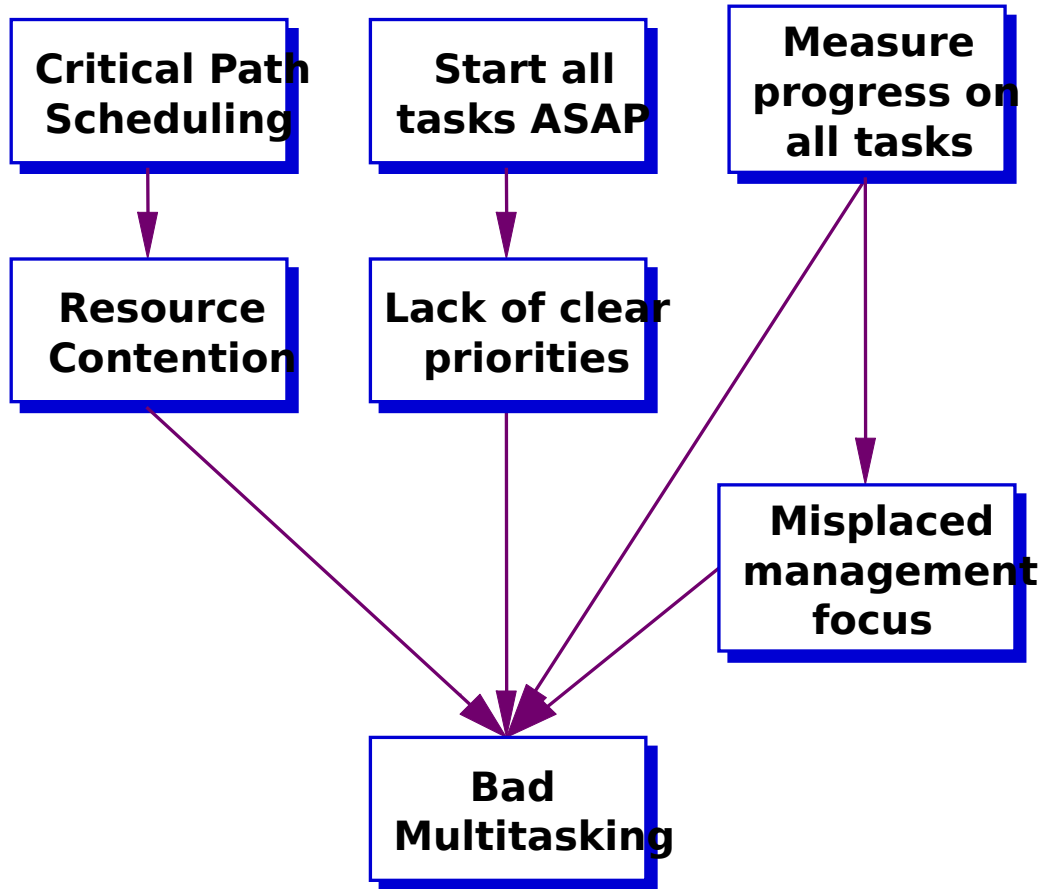 Critical Path
Scheduling
Start all
tasks ASAP
Measure
progress on
all tasks
Resource
Contention
Lack of clear
priorities
Misplaced
management
focus
Bad
Multitasking